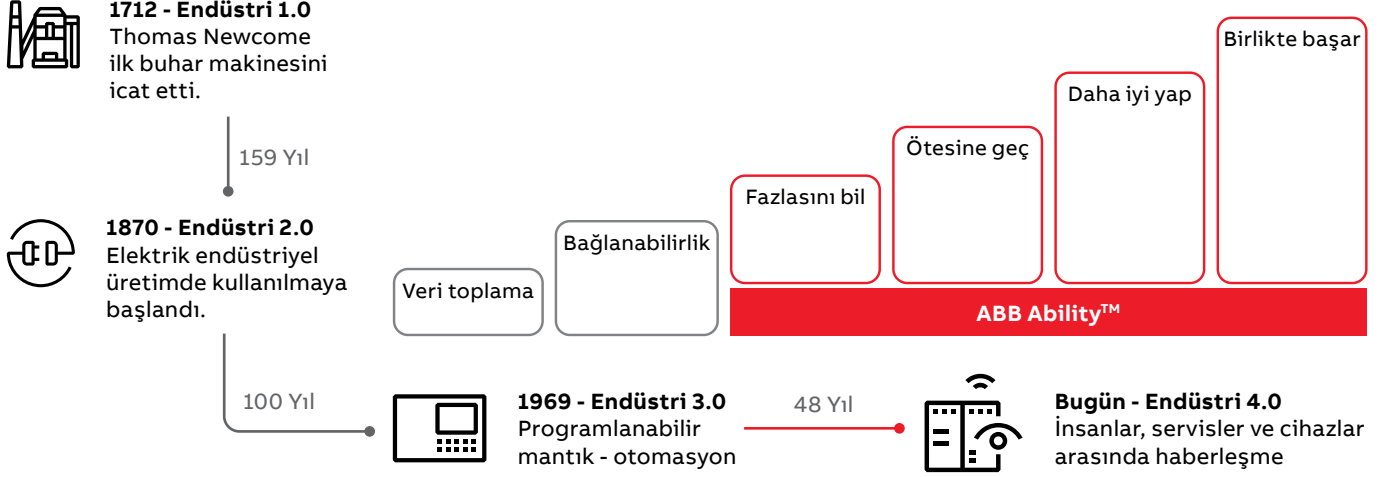 1712 - Endüstri 1.0
Thomas Newcome
ilk buhar makinesini
icat etti.
159 Yıl
1870 - Endüstri 2.0
Elektrik endüstriyel
üretimde kullanılmaya
başlandı.
100 Yıl
Veri toplama
Bağlanabilirlik
Fazlasını bil
Ötesine geç
Daha iyi yap
Birlikte başar
ABB Ability™
1969 - Endüstri 3.0
Programlanabilir
mantık - otomasyon
48 Yıl
Bugün - Endüstri 4.0
İnsanlar, servisler ve cihazlar
arasında haberleşme